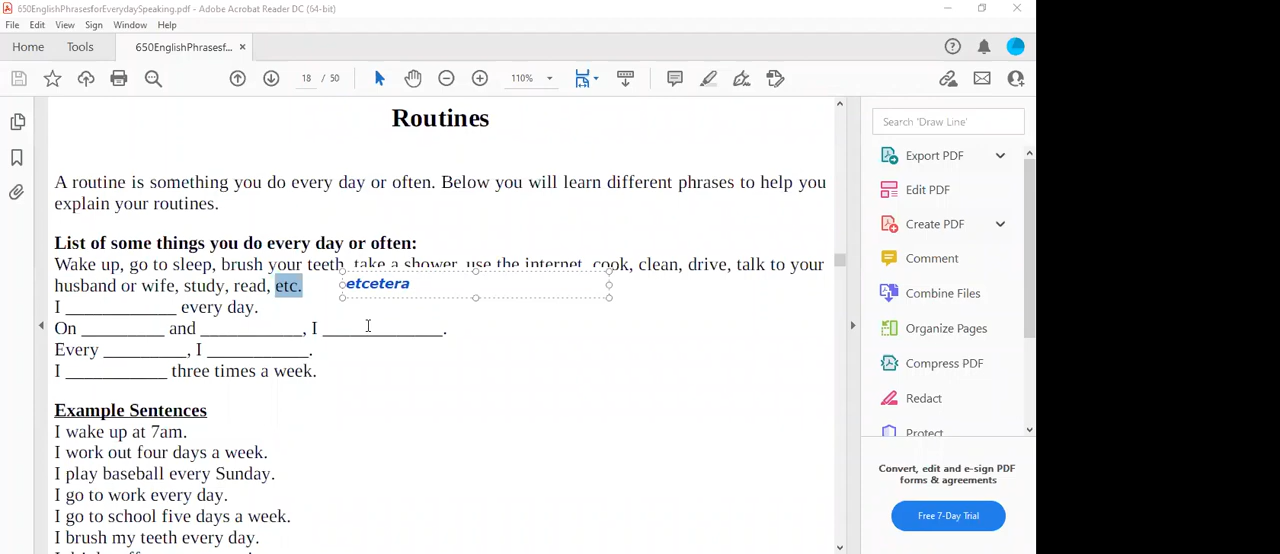 650EnglishPhrasesforEverydaySpeaking.pdf - Adobe Acrobat Reader DC (64-bit)
File Edit View Sign Window Help
Home Tools 650EnglishPhrasesf... ×
18 / 50 110%
Routines
A routine is something you do every day or often. Below you will learn different phrases to help you
explain your routines.
List of some things you do every day or often:
Wake up, go to sleep, brush your teeth, take a shower, use the internet, cook, clean, drive, talk to your
husband or wife, study, read, etc. etcetera
I ____________ every day.
On _________ and ___________, I _____________.
Every _________, I ___________.
I ___________ three times a week.
Example Sentences
I wake up at 7am.
I work out four days a week.
I play baseball every Sunday.
I go to work every day.
I go to school five days a week.
I brush my teeth every day.
Search 'Draw Line'
Export PDF
Edit PDF
Create PDF
Comment
Combine Files
Organize Pages
Compress PDF
Redact
Protect
Convert, edit and e-sign PDF
forms & agreements
Free 7-Day Trial